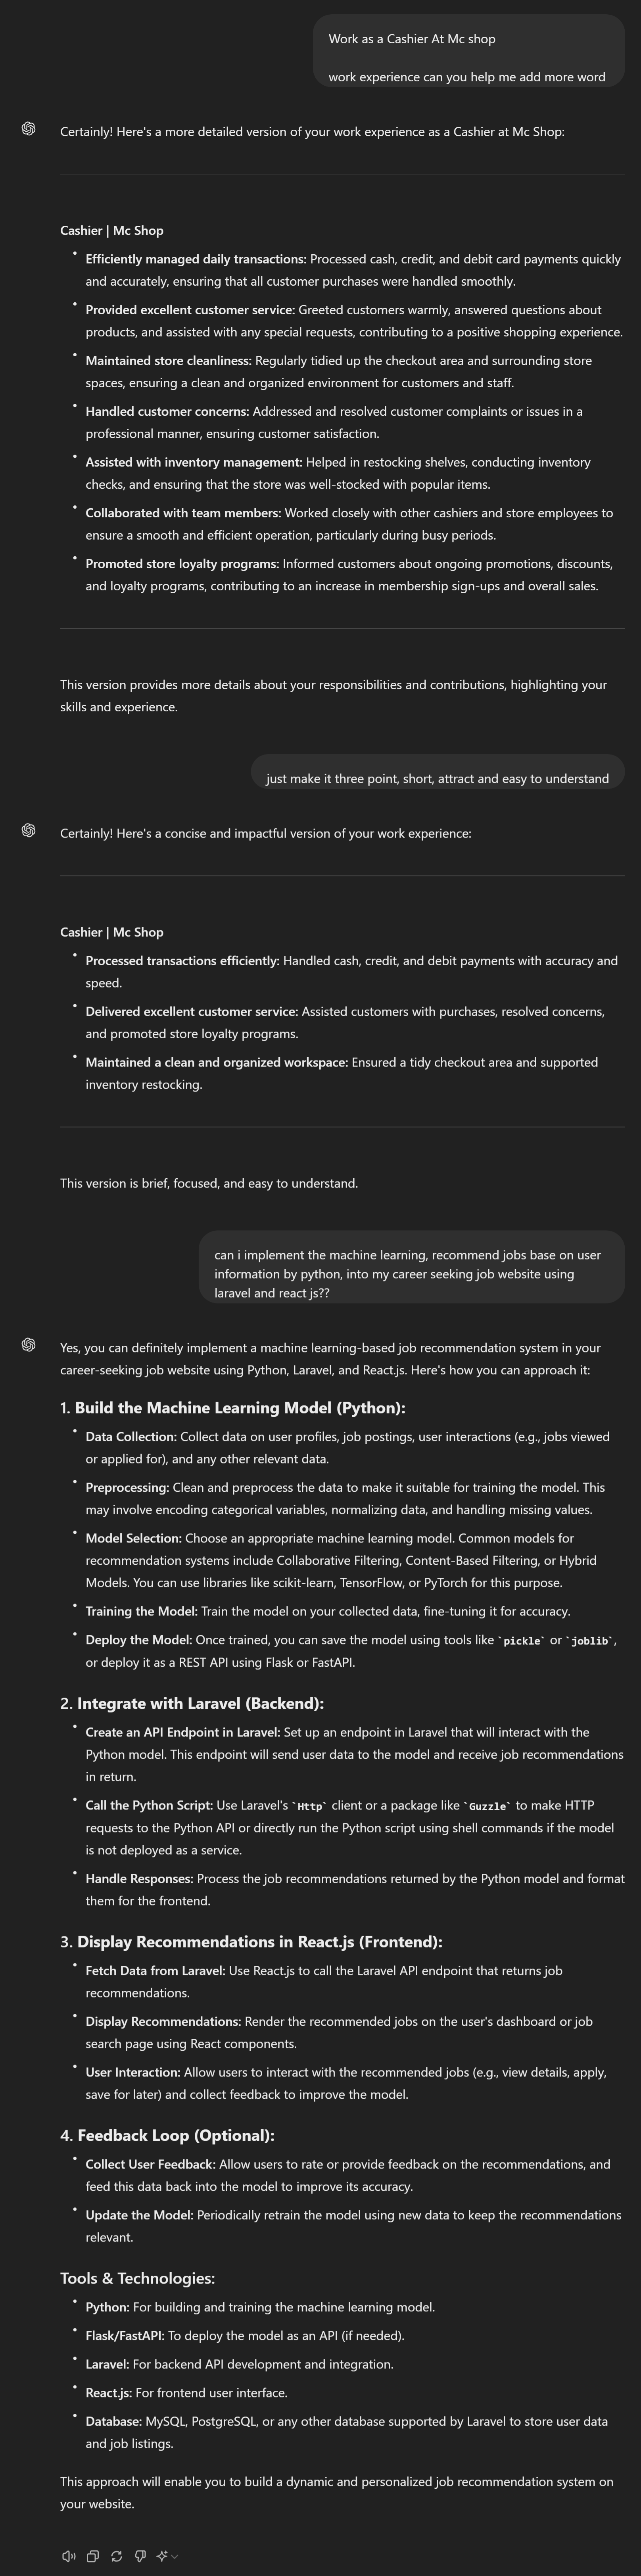 Work as a Cashier At Mc shop
work experience can you help me add more word
Certainly! Here's a more detailed version of your work experience as a Cashier at Mc Shop:
Cashier | Mc Shop
• Efficiently managed daily transactions: Processed cash, credit, and debit card payments quickly
and accurately, ensuring that all customer purchases were handled smoothly.
• Provided excellent customer service: Greeted customers warmly, answered questions about
products, and assisted with any special requests, contributing to a positive shopping experience.
• Maintained store cleanliness: Regularly tidied up the checkout area and surrounding store
spaces, ensuring a clean and organized environment for customers and staff.
• Handled customer concerns: Addressed and resolved customer complaints or issues in a
professional manner, ensuring customer satisfaction.
• Assisted with inventory management: Helped in restocking shelves, conducting inventory
checks, and ensuring that the store was well-stocked with popular items.
• Collaborated with team members: Worked closely with other cashiers and store employees to
ensure a smooth and efficient operation, particularly during busy periods.
• Promoted store loyalty programs: Informed customers about ongoing promotions, discounts,
and loyalty programs, contributing to an increase in membership sign-ups and overall sales.
This version provides more details about your responsibilities and contributions, highlighting your
skills and experience.
just make it three point, short, attract and easy to understand
Certainly! Here's a concise and impactful version of your work experience:
Cashier | Mc Shop
• Processed transactions efficiently: Handled cash, credit, and debit payments with accuracy and
speed.
• Delivered excellent customer service: Assisted customers with purchases, resolved concerns,
and promoted store loyalty programs.
• Maintained a clean and organized workspace: Ensured a tidy checkout area and supported
inventory restocking.
This version is brief, focused, and easy to understand.
can i implement the machine learning, recommend jobs base on user
information by python, into my career seeking job website using
laravel and react js??
Yes, you can definitely implement a machine learning-based job recommendation system in your
career-seeking job website using Python, Laravel, and React.js. Here's how you can approach it:
1. Build the Machine Learning Model (Python):
• Data Collection: Collect data on user profiles, job postings, user interactions (e.g., jobs viewed
or applied for), and any other relevant data.
• Preprocessing: Clean and preprocess the data to make it suitable for training the model. This
may involve encoding categorical variables, normalizing data, and handling missing values.
• Model Selection: Choose an appropriate machine learning model. Common models for
recommendation systems include Collaborative Filtering, Content-Based Filtering, or Hybrid
Models. You can use libraries like scikit-learn, TensorFlow, or PyTorch for this purpose.
• Training the Model: Train the model on your collected data, fine-tuning it for accuracy.
• Deploy the Model: Once trained, you can save the model using tools like `pickle` or `joblib`,
or deploy it as a REST API using Flask or FastAPI.
2. Integrate with Laravel (Backend):
• Create an API Endpoint in Laravel: Set up an endpoint in Laravel that will interact with the
Python model. This endpoint will send user data to the model and receive job recommendations
in return.
• Call the Python Script: Use Laravel's `Http` client or a package like `Guzzle` to make HTTP
requests to the Python API or directly run the Python script using shell commands if the model
is not deployed as a service.
• Handle Responses: Process the job recommendations returned by the Python model and format
them for the frontend.
3. Display Recommendations in React.js (Frontend):
• Fetch Data from Laravel: Use React.js to call the Laravel API endpoint that returns job
recommendations.
• Display Recommendations: Render the recommended jobs on the user's dashboard or job
search page using React components.
• User Interaction: Allow users to interact with the recommended jobs (e.g., view details, apply,
save for later) and collect feedback to improve the model.
4. Feedback Loop (Optional):
• Collect User Feedback: Allow users to rate or provide feedback on the recommendations, and
feed this data back into the model to improve its accuracy.
• Update the Model: Periodically retrain the model using new data to keep the recommendations
relevant.
Tools & Technologies:
• Python: For building and training the machine learning model.
• Flask/FastAPI: To deploy the model as an API (if needed).
• Laravel: For backend API development and integration.
• React.js: For frontend user interface.
• Database: MySQL, PostgreSQL, or any other database supported by Laravel to store user data
and job listings.
This approach will enable you to build a dynamic and personalized job recommendation system on
your website.